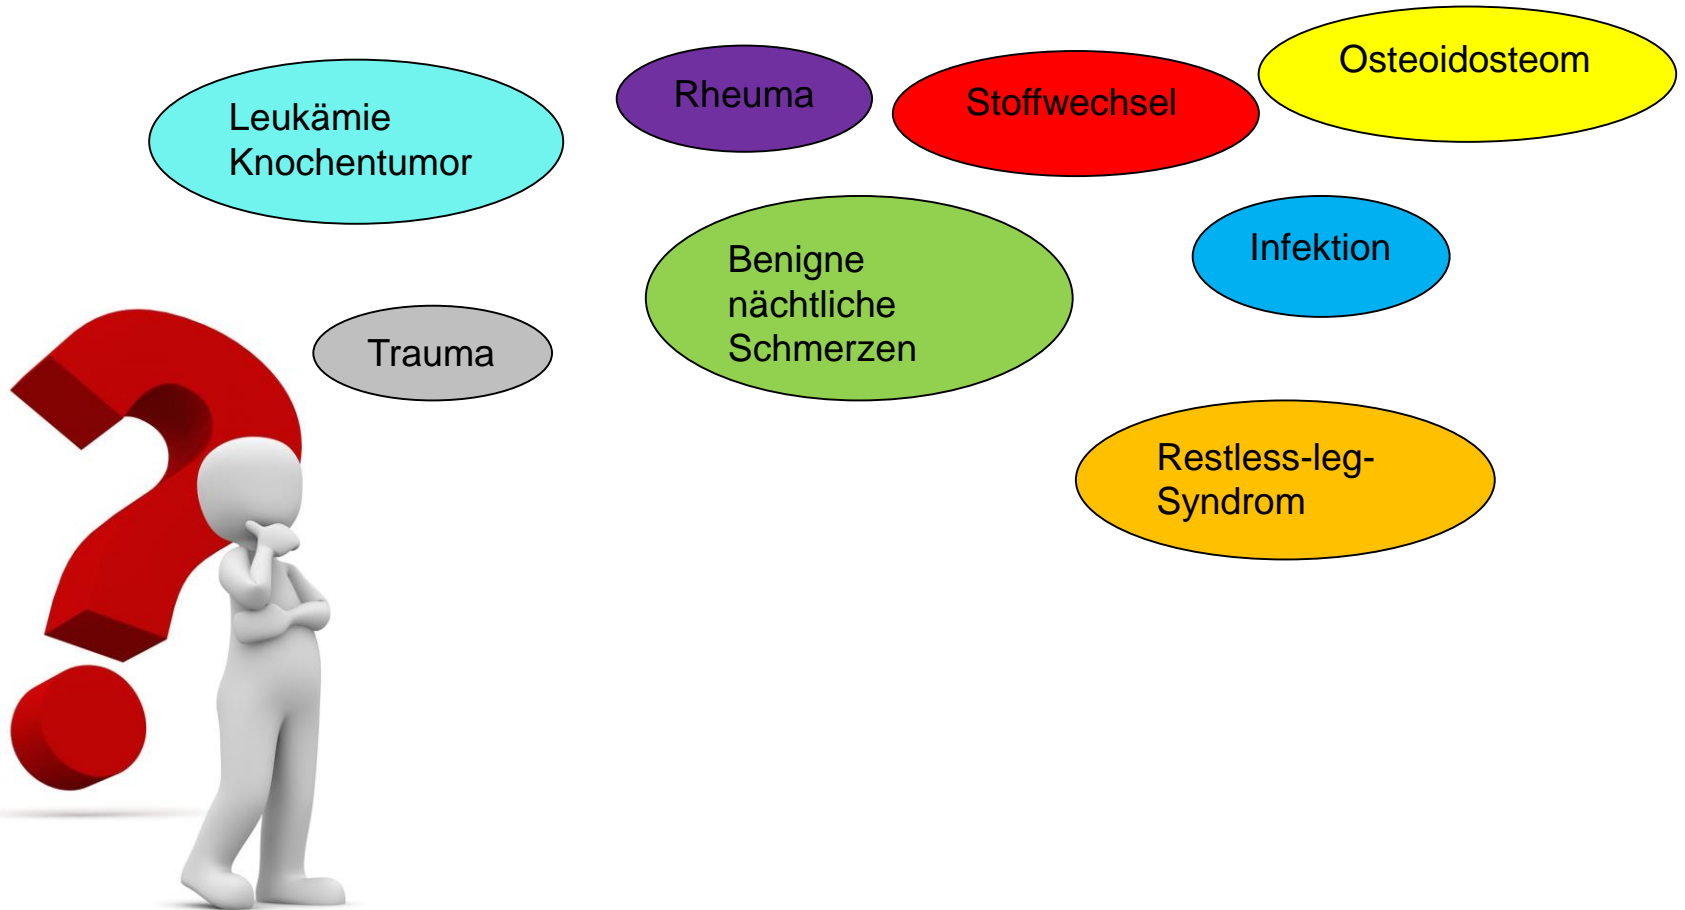 Leukämie
Knochentumor
Rheuma
Stoffwechsel
Osteoidosteom
Benigne
nächtliche
Schmerzen
Infektion
Trauma
Restless-leg-
Syndrom